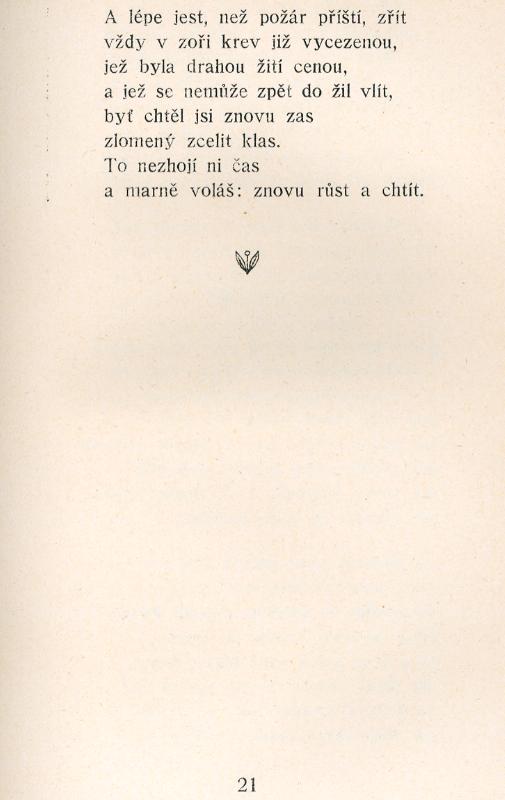 A lépe jest, než požár příští, zřít
vždy v zoři krev již vycezenou,
jež byla drahou žití cenou,
a jež se nemůže zpět do žil vlít,
byť chtěl jsi znovu zas
zlomený zcelit klas.
To nezhojí ni čas
a marně voláš: znovu růst a chtít.
21